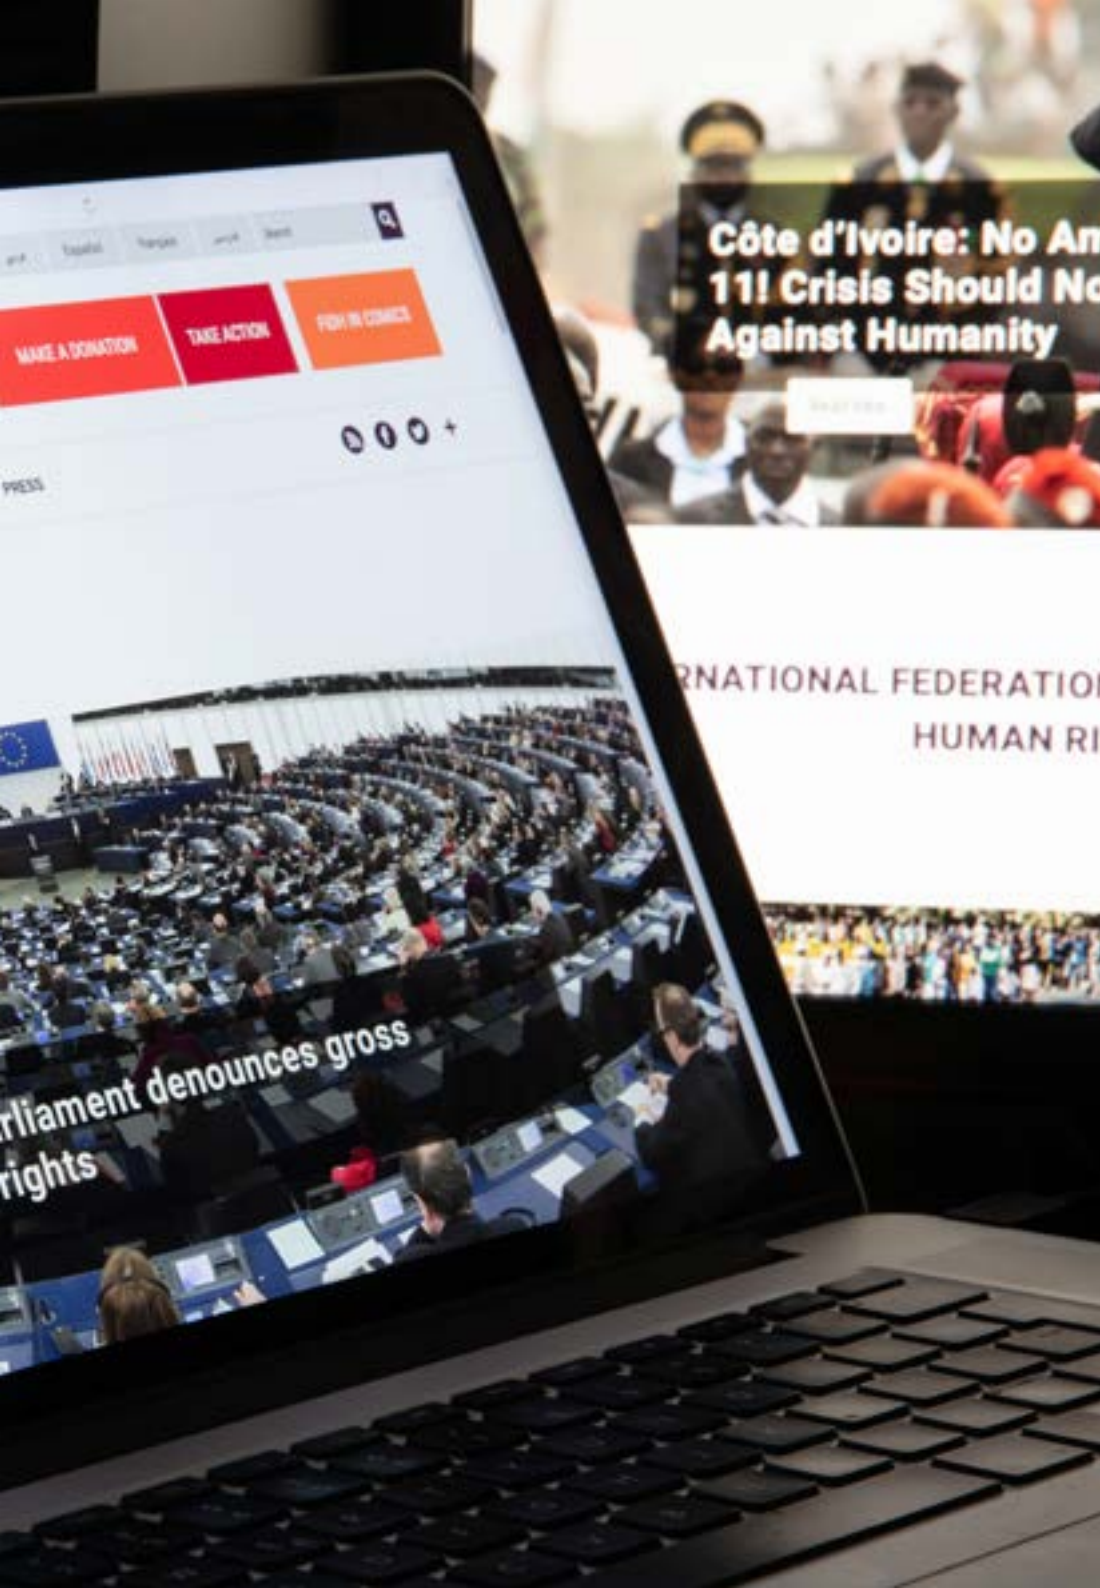 Español
Français
MAKE A DONATION
TAKE ACTION
FIDH IN COMICS
PRESS
rliament denounces gross
rights
Côte d'Ivoire: No Am
11! Crisis Should No
Against Humanity
RNATIONAL FEDERATIO
HUMAN RI